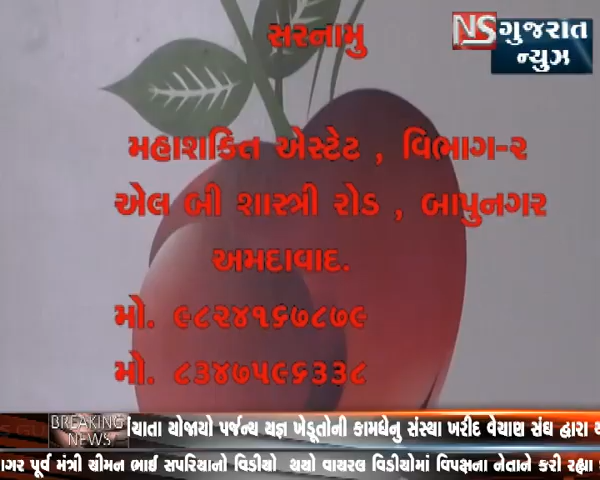 સરનામુ
NS ગુજરાત
ન્યુઝ
મહાશકિત એસ્ટેટ , વિભાગ-૨
એલ બી શાસ્ત્રી રોડ , બાપુનગર
અમદાવાદ.
મો. ૯૮૨૪૧૬૭૮૭૯
મો. ૮૩૪૭૫૯૬૩૩૮
BREAKING
NEWS
ચાતા યોજાયો પર્જન્ય યજ્ઞ ખેડૂતોની કામધેનુ સંસ્થા ખરીદ વેચાણ સંઘ દ્વારા
ગર પૂર્વ મંત્રી ચીમન ભાઈ સપરિયાનો વિડીયો થયો વાયરલ વિડીયોમાં વિપક્ષના નેતાને કરી રહ્યા